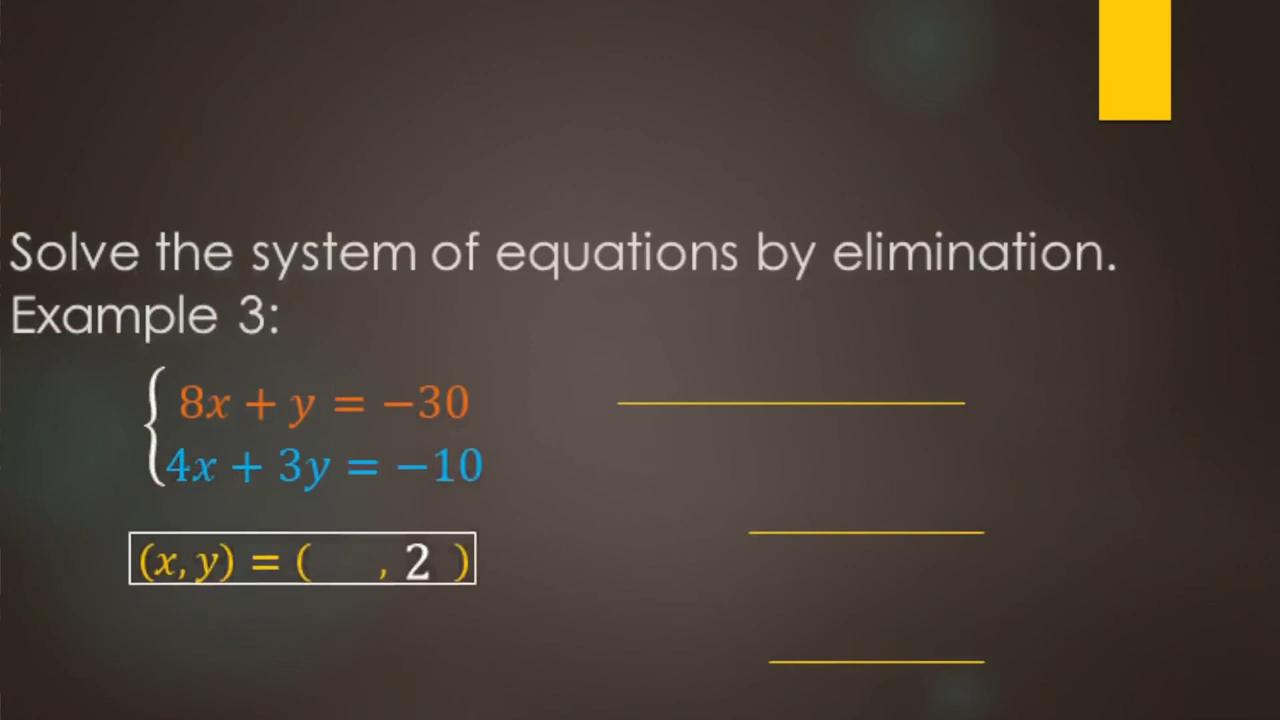 Solve the system of equations by elimination.
Example 3:
8x + y = −30
4x + 3y = −10
(x, y) = (    , 2 )